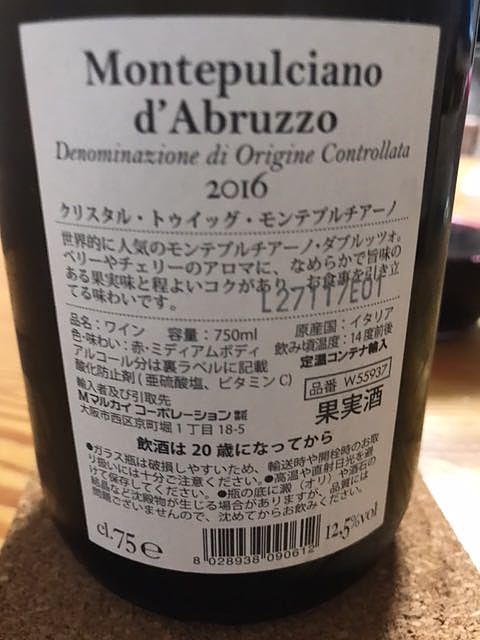 Montepulciano
d'Abruzzo
Denominazione di Origine Controllata
2016
クリスタル・トゥイッグ・モンテプルチアーノ
世界的に人気のモンテプルチアーノ・ダブルッツォ。
ベリーやチェリーのアロマに、なめらかで旨味の
ある果実味と程よいコクがあり、お食事を引き立
てる味わいです。
L27117/E01
品名：ワイン 容量：750ml 原産国：イタリア
色・味わい：赤・ミディアムボディ 飲み頃温度：14度前後
アルコール分は裏ラベルに記載 定温コンテナ輸入
酸化防止剤(亜硫酸塩、ビタミンC)
品番 W55937
輸入者及び引取先
Mマルカイ コーポレーション株式会社
大阪市西区京町堀1丁目18-5
果実酒
飲酒は20歳になってから
●ガラス瓶は破損しやすいため、輸送時や開栓時のお取
り扱いには十分ご注意ください。●高温や直射日光を避
けて保存してください。●瓶の底に澱（オリ）や酒石の
結晶など沈殿物が生じる場合がありますが、品質には
問題ございませんので、沈めてからお飲みください。
cl.75 e
8 028938 090612
12,5%vol